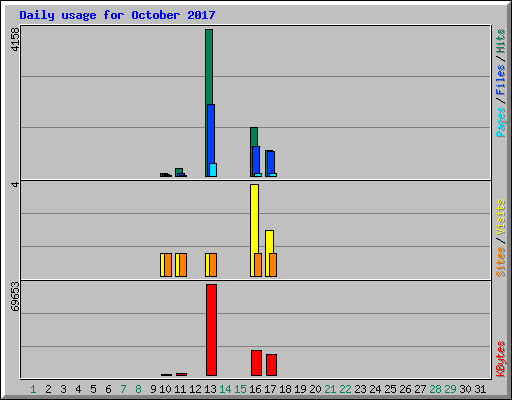 Daily usage for October 2017
4158
Pages / Files / Hits
4
Sites / Visits
69653
KBytes
1 2 3 4 5 6 7 8 9 10 11 12 13 14 15 16 17 18 19 20 21 22 23 24 25 26 27 28 29 30 31